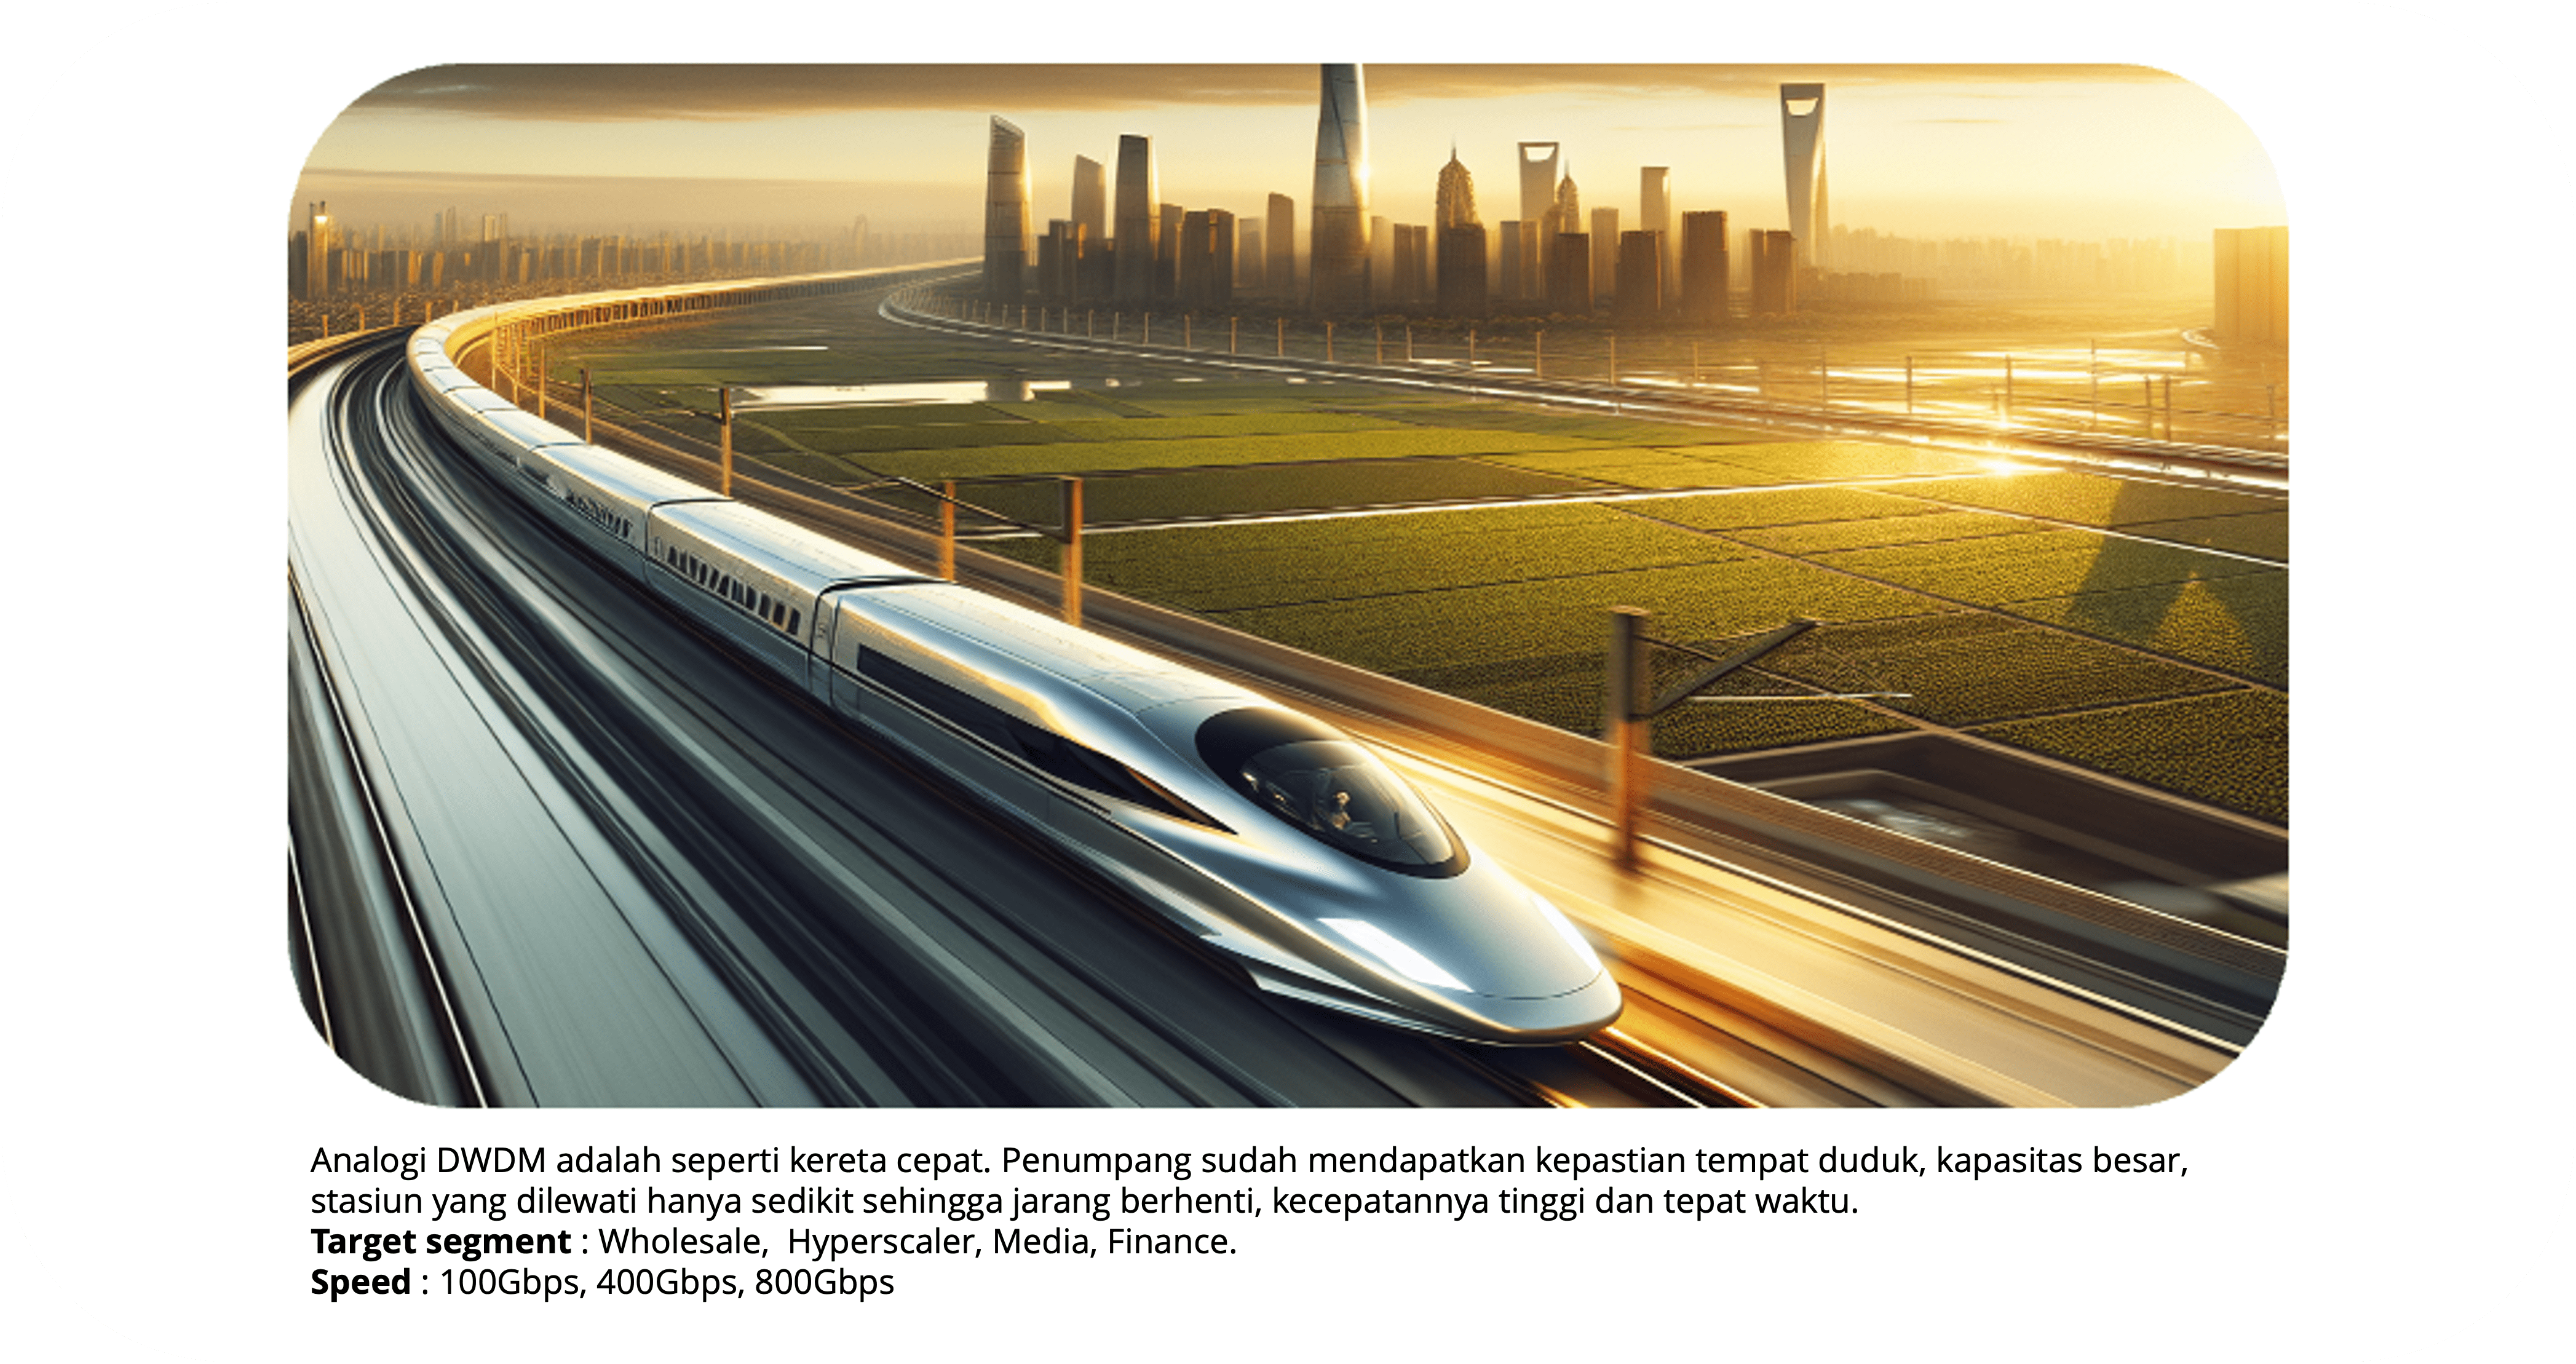 Analogi DWDM adalah seperti kereta cepat. Penumpang sudah mendapatkan kepastian tempat duduk, kapasitas besar,
stasiun yang dilewati hanya sedikit sehingga jarang berhenti, kecepatannya tinggi dan tepat waktu.
Target segment : Wholesale,  Hyperscaler, Media, Finance.
Speed : 100Gbps, 400Gbps, 800Gbps